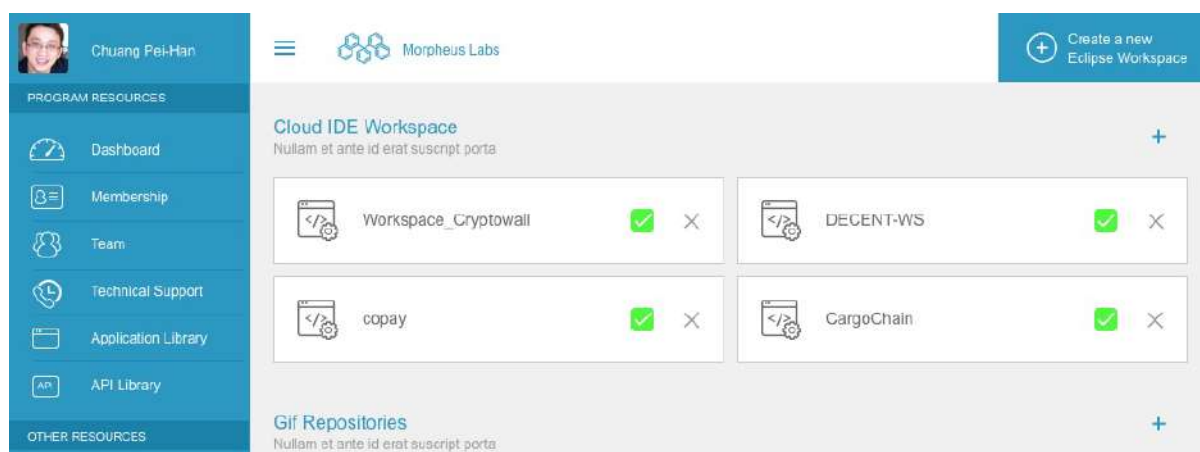 Chuang Pei-Han
Morpheus Labs
Create a new
Eclipse Workspace
PROGRAM RESOURCES
Dashboard
Membership
Team
Technical Support
Application Library
API
API Library
OTHER RESOURCES
Cloud IDE Workspace
Nullam et ante id erat suscript porta
Workspace_Cryptowall
DECENT-WS
copay
CargoChain
Gif Repositories
Nullam et ante id erat suscript porta